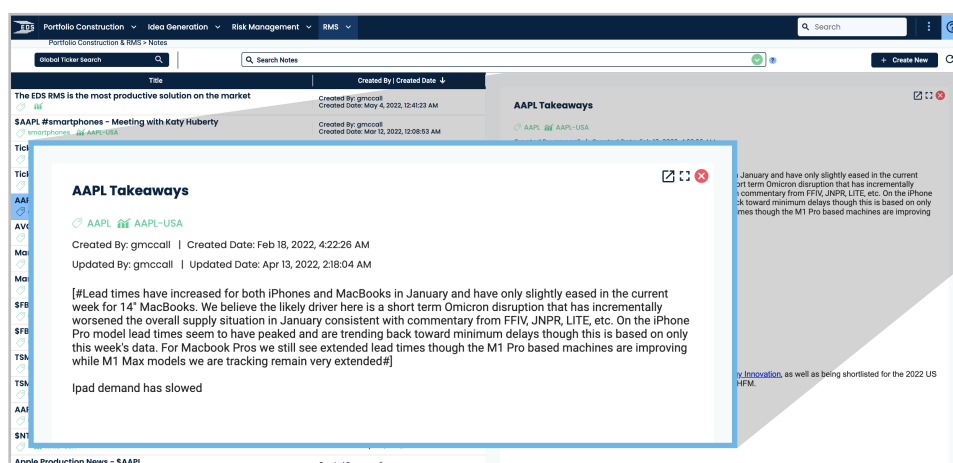 EDS Portfolio Construction Idea Generation Risk Management RMS Search
Portfolio Construction & RMS > Notes
Global Ticker Search Search Notes + Create New
Title Created By | Created Date ↓
The EDS RMS is the most productive solution on the market
Created By: gmccall
Created Date: May 4, 2022, 12:41:23 AM
$AAPL #smartphones - Meeting with Katy Huberty
smartphones AAPL-USA
Created By: gmccall
Created Date: Mar 12, 2022, 12:08:53 AM
Tick
Tick
AAP
AVG
Mar
Mar
$FB
$FB
TSM
TSM
AAP
$NT
Apple Production News - $AAPL
AAPL Takeaways
AAPL AAPL-USA
January and have only slightly eased in the current
ort term Omicron disruption that has incrementally
commentary from FFIV, JNPR, LITE, etc. On the iPhone
ck toward minimum delays though this is based on only
mes though the M1 Pro based machines are improving
y Innovation, as well as being shortlisted for the 2022 US
HFM.
AAPL Takeaways
AAPL AAPL-USA
Created By: gmccall | Created Date: Feb 18, 2022, 4:22:26 AM
Updated By: gmccall | Updated Date: Apr 13, 2022, 2:18:04 AM
[#Lead times have increased for both iPhones and MacBooks in January and have only slightly eased in the current
week for 14" MacBooks. We believe the likely driver here is a short term Omicron disruption that has incrementally
worsened the overall supply situation in January consistent with commentary from FFIV, JNPR, LITE, etc. On the iPhone
Pro model lead times seem to have peaked and are trending back toward minimum delays though this is based on only
this week's data. For Macbook Pros we still see extended lead times though the M1 Pro based machines are improving
while M1 Max models we are tracking remain very extended#]
Ipad demand has slowed